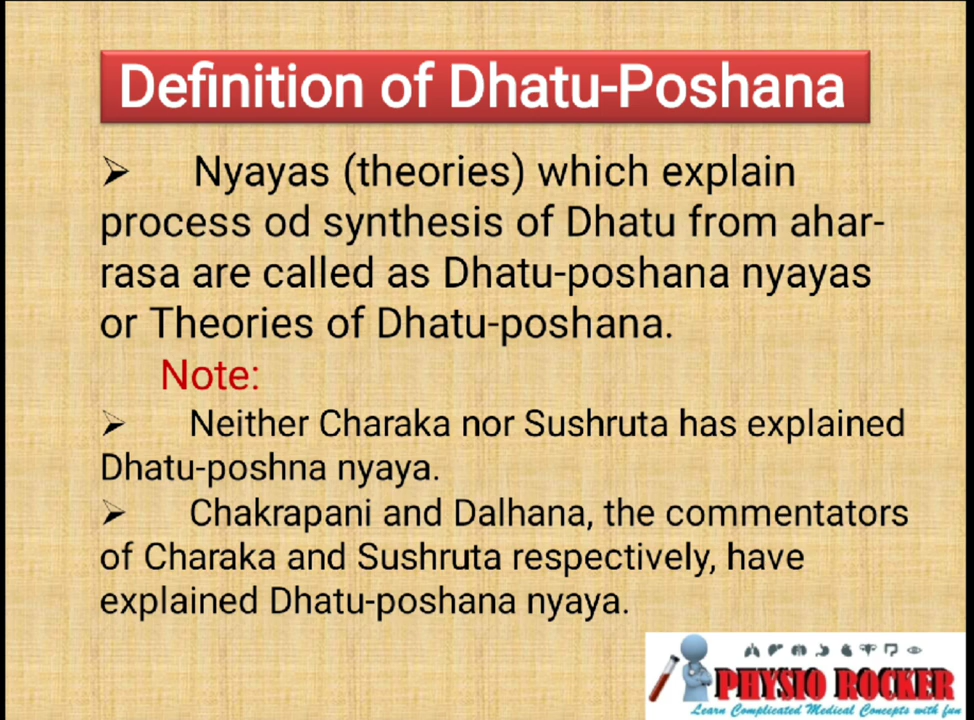 Definition of Dhatu-Poshana
➢ Nyayas (theories) which explain
process od synthesis of Dhatu from ahar-
rasa are called as Dhatu-poshana nyayas
or Theories of Dhatu-poshana.
Note:
➢ Neither Charaka nor Sushruta has explained
Dhatu-poshna nyaya.
➢ Chakrapani and Dalhana, the commentators
of Charaka and Sushruta respectively, have
explained Dhatu-poshana nyaya.
PHYSIO ROCKER
Learn Complicated Medical Concepts with fun